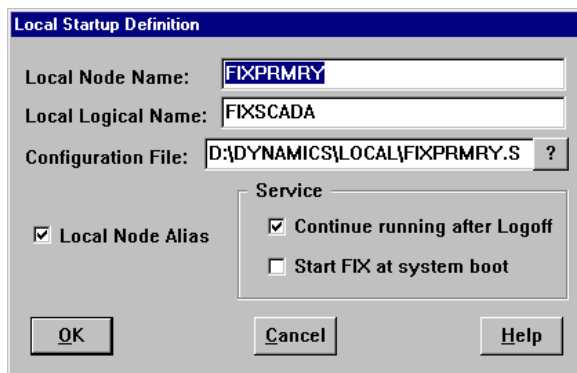 Local Startup Definition
Local Node Name: FIXPRMRY
Local Logical Name: FIXSCADA
Configuration File: D:\DYNAMICS\LOCAL\FIXPRMRY.S ?
Service
Local Node Alias
Continue running after Logoff
Start FIX at system boot
OK Cancel Help